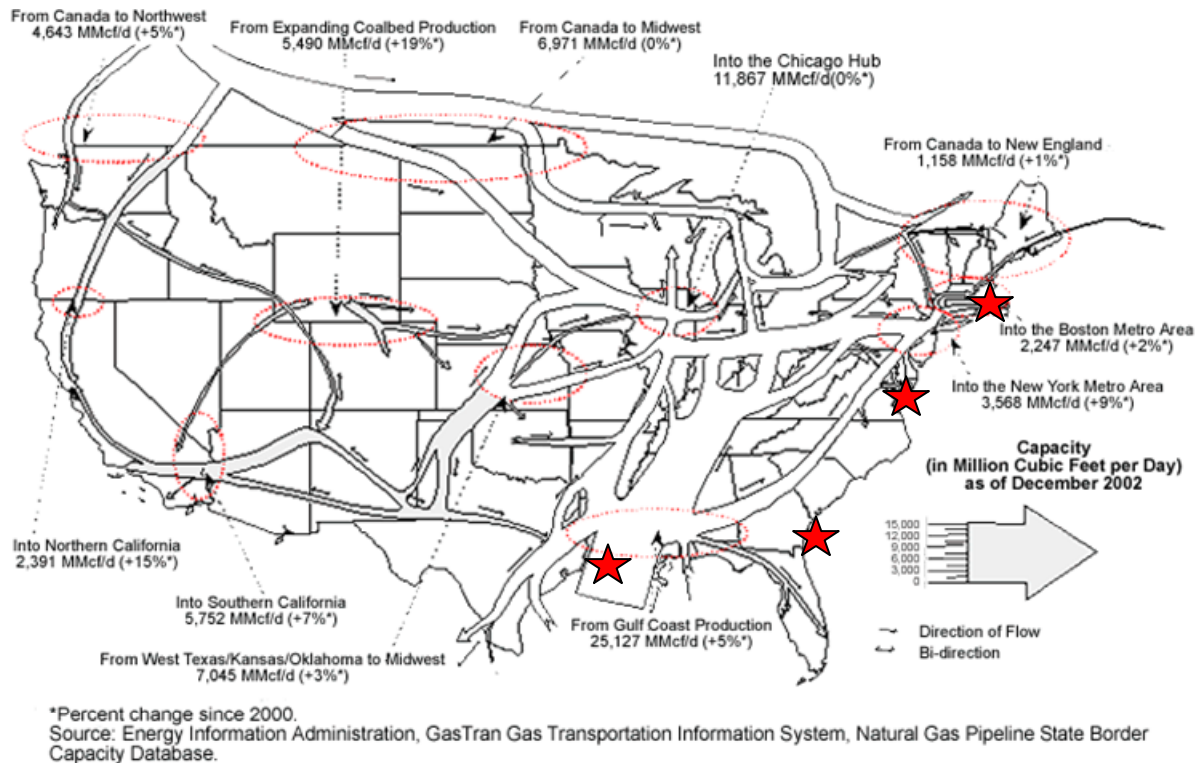 From Canada to Northwest
4,643 MMcf/d (+5%*)
From Expanding Coalbed Production
5,490 MMcf/d (+19%*)
From Canada to Midwest
6,971 MMcf/d (0%*)
Into the Chicago Hub
11,867 MMcf/d(0%*)
From Canada to New England
1,158 MMcf/d (+1%*)
Into the Boston Metro Area
2,247 MMcf/d (+2%*)
Into the New York Metro Area
3,568 MMcf/d (+9%*)
Capacity
(in Million Cubic Feet per Day)
as of December 2002
15,000
12,000
9,000
6,000
3,000
0
Into Northern California
2,391 MMcf/d (+15%*)
Into Southern California
5,752 MMcf/d (+7%*)
From Gulf Coast Production
25,127 MMcf/d (+5%*)
From West Texas/Kansas/Oklahoma to Midwest
7,045 MMcf/d (+3%*)
Direction of Flow
Bi-direction
*Percent change since 2000.
Source: Energy Information Administration, GasTran Gas Transportation Information System, Natural Gas Pipeline State Border
Capacity Database.